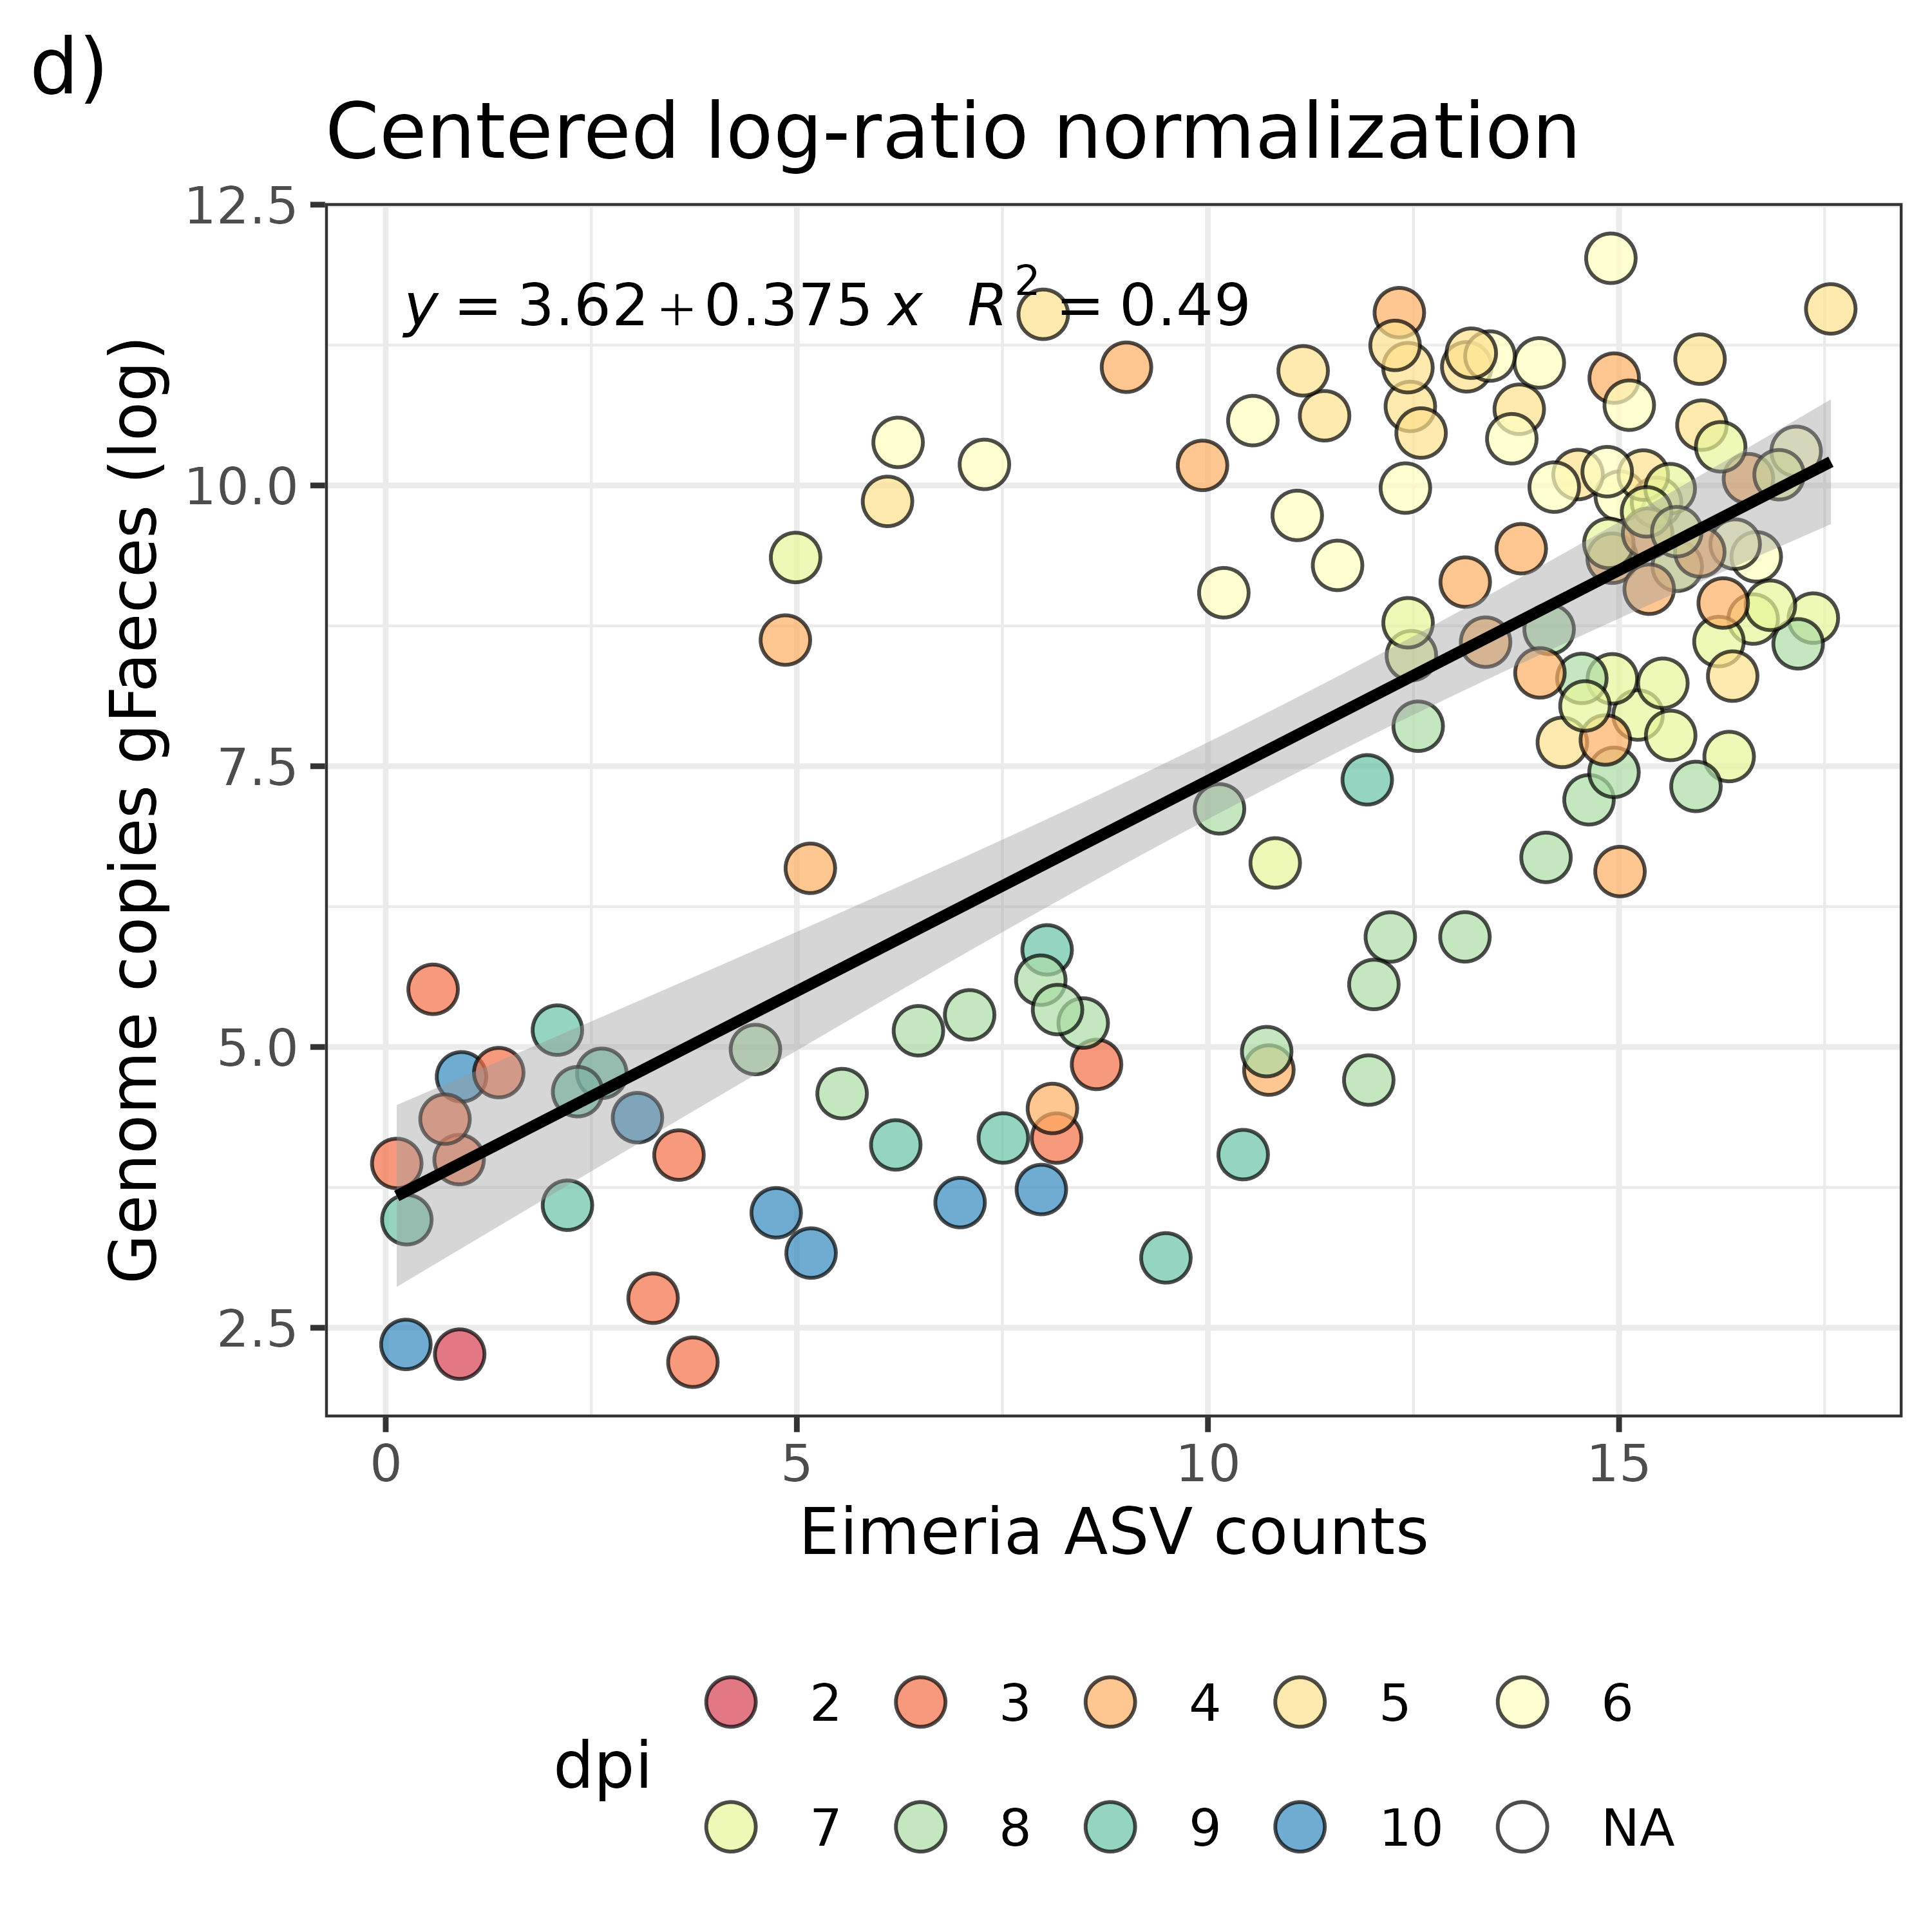 d)
Centered log-ratio normalization
y = 3.62+0.375 x R² = 0.49
Genome copies gFaeces (log)
12.5
10.0
7.5
5.0
2.5
0 5 10 15
Eimeria ASV counts
dpi
2 3 4 5 6
7 8 9 10 NA